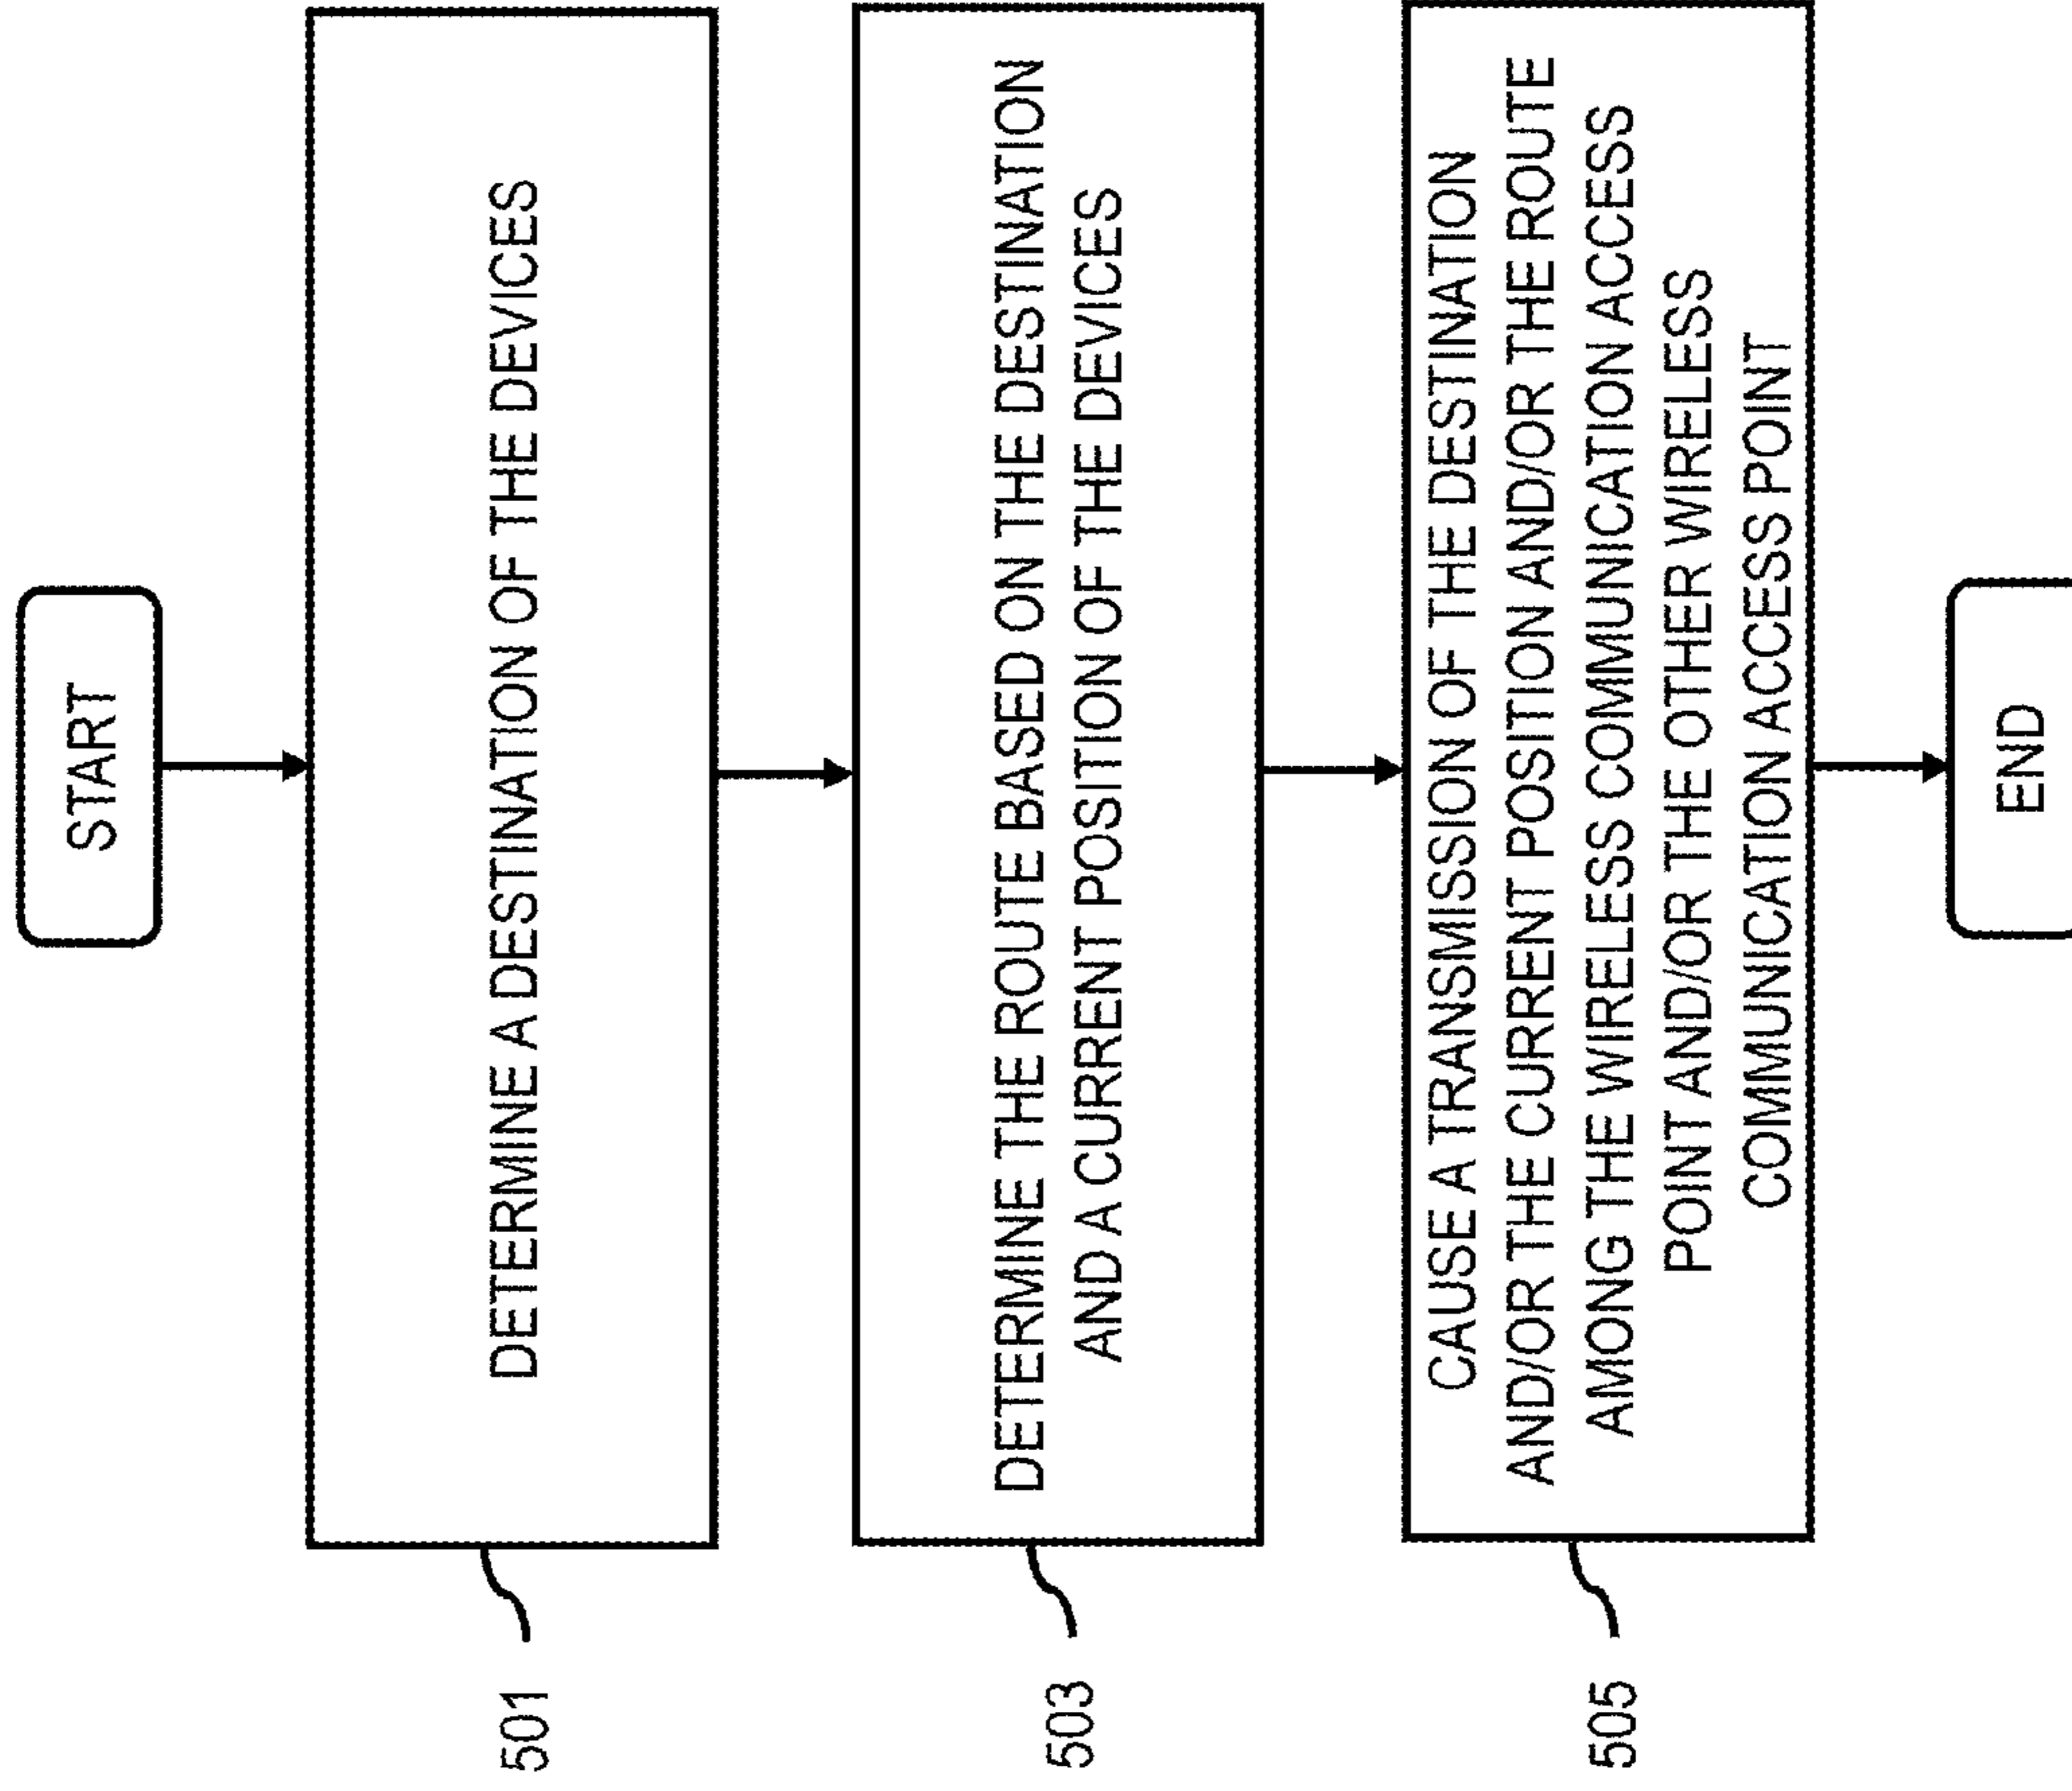 START
DETERMINE A DESTINATION OF THE DEVICES
501
DETERMINE THE ROUTE BASED ON THE DESTINATION
AND A CURRENT POSITION OF THE DEVICES
503
CAUSE A TRANSMISSION OF THE DESTINATION
AND/OR THE CURRENT POSITION AND/OR THE ROUTE
AMONG THE WIRELESS COMMUNICATION ACCESS
POINT AND/OR THE OTHER WIRELESS
COMMUNICATION ACCESS POINT
505
END